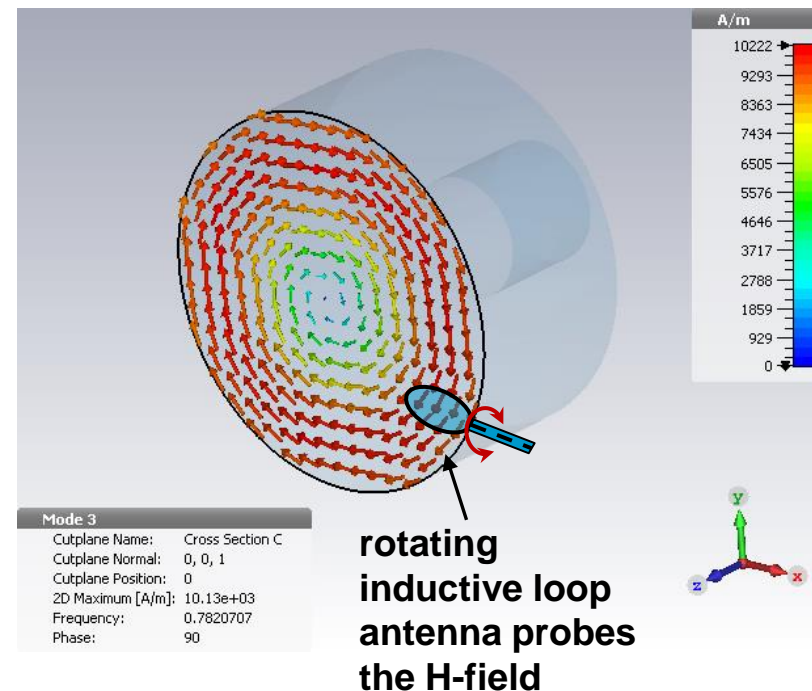 A/m
10222
9293
8363
7434
6505
5576
4646
3717
2788
1859
929
0
Mode 3
Cutplane Name: Cross Section C
Cutplane Normal: 0, 0, 1
Cutplane Position: 0
2D Maximum [A/m]: 10.13e+03
Frequency: 0.7820707
Phase: 90
rotating
inductive loop
antenna probes
the H-field
y
z
x